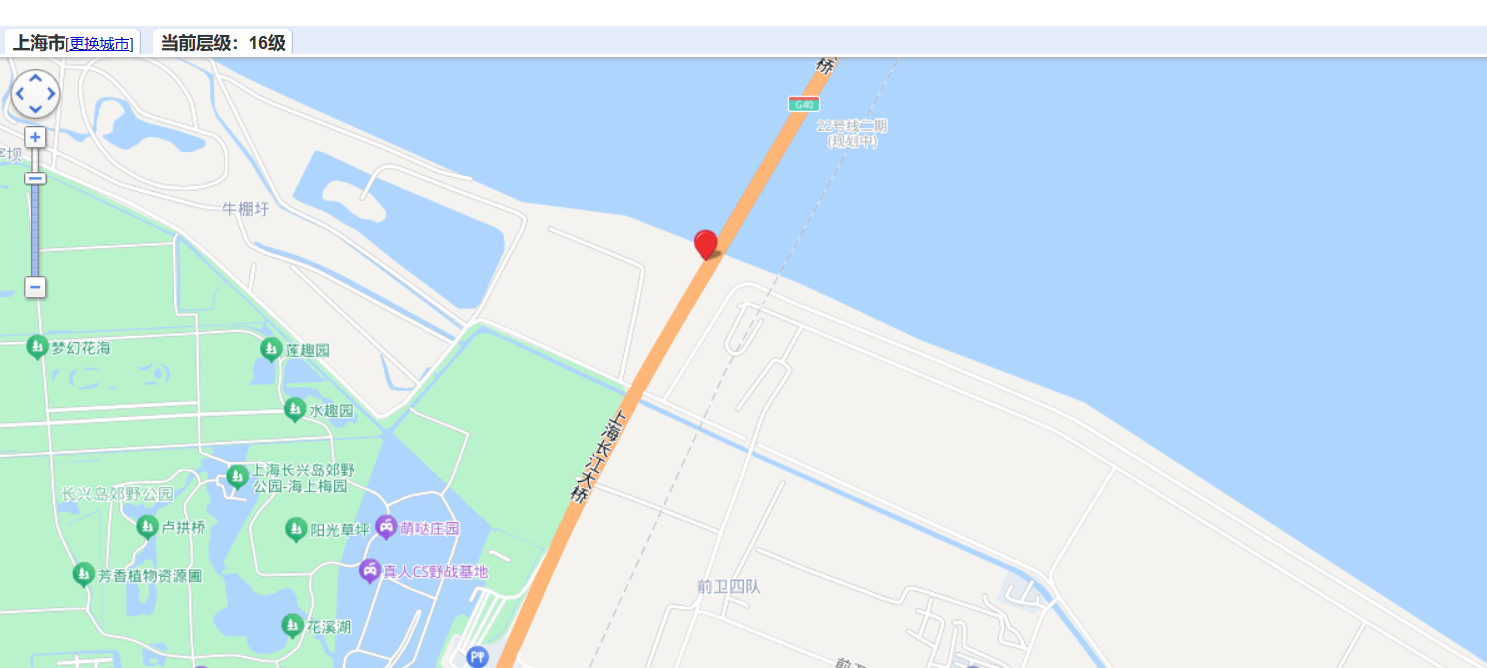 上海市[更换城市]
当前层级：16级
桥
G40
22号线二期
(规划中)
牛棚圩
梦幻花海
莲趣园
水趣园
上海长兴岛郊野
公园-海上梅园
长兴岛郊野公园
卢拱桥
阳光草坪
萌哒庄园
真人CS野战基地
芳香植物资源圃
花溪湖
上海长江大桥
前卫四队
P